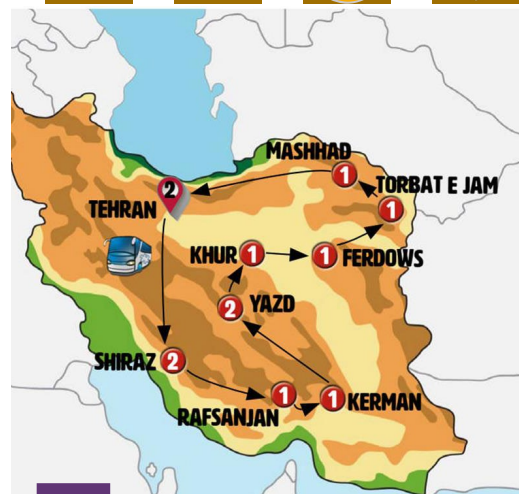 MASHHAD
1
TORBAT E JAM
1
2
TEHRAN
KHUR 1
1 FERDOWS
2 YAZD
SHIRAZ 2
1
RAFSANJAN
1 KERMAN